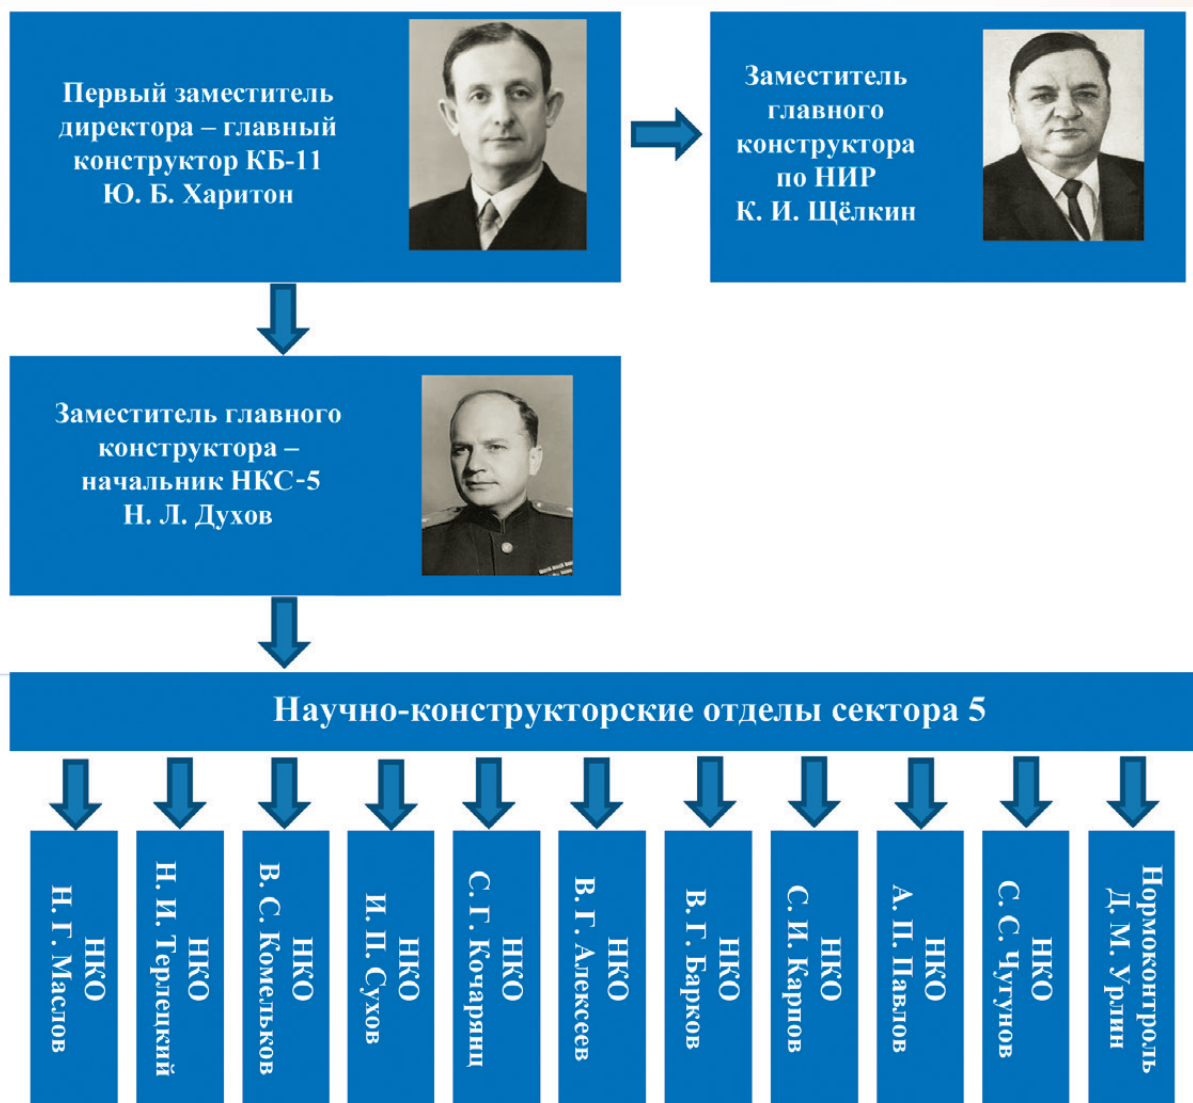 Первый заместитель
директора – главный
конструктор КБ-11
Ю. Б. Харитон
Заместитель
главного
конструктора
по НИР
К. И. Щёлкин
Заместитель главного
конструктора –
начальник НКС-5
Н. Л. Духов
Научно-конструкторские отделы сектора 5
НКО
Н. Г. Маслов
НКО
Н. И. Терлецкий
НКО
В. С. Комельков
НКО
И. П. Сухов
НКО
С. Г. Кочарянц
НКО
В. Г. Алексеев
НКО
В. Г. Барков
НКО
С. И. Карпов
НКО
А. П. Павлов
НКО
С. С. Чугунов
Нормоконтроль
Д. М. Урлин